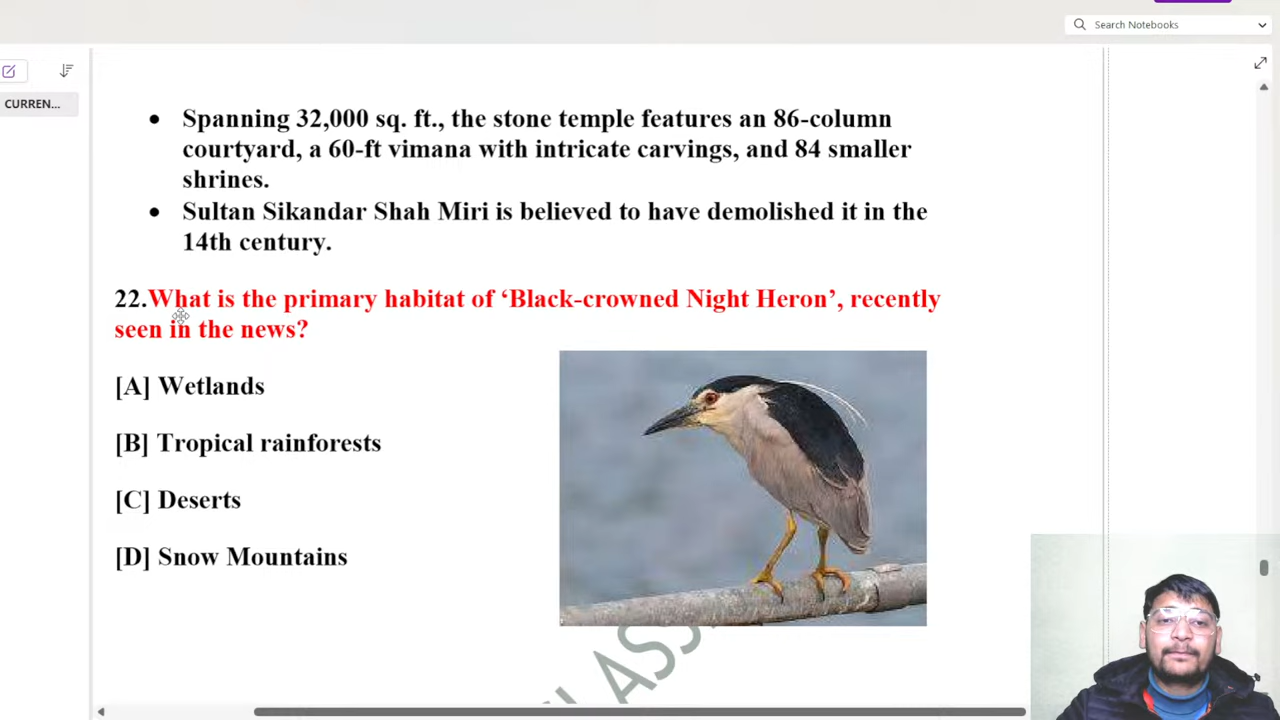 Search Notebooks
CURREN...
• Spanning 32,000 sq. ft., the stone temple features an 86-column
courtyard, a 60-ft vimana with intricate carvings, and 84 smaller
shrines.
• Sultan Sikandar Shah Miri is believed to have demolished it in the
14th century.
22.What is the primary habitat of ‘Black-crowned Night Heron’, recently
seen in the news?
[A] Wetlands
[B] Tropical rainforests
[C] Deserts
[D] Snow Mountains